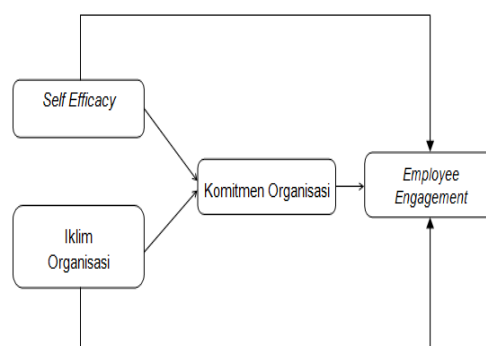 Self Efficacy
Komitmen Organisasi
Employee
Engagement
Iklim
Organisasi